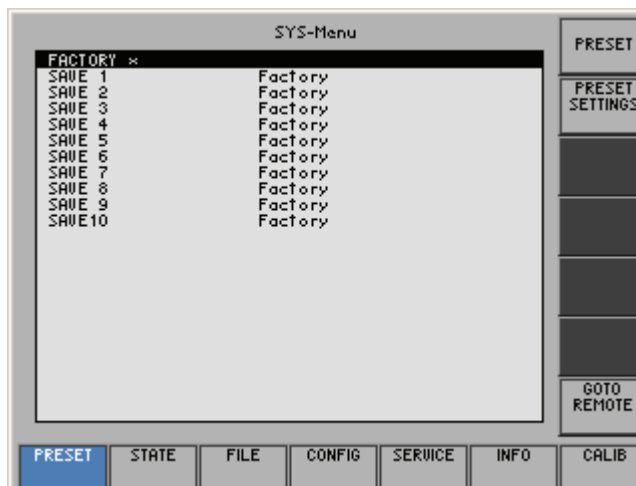 SYS-Menu
FACTORY *
SAVE 1 Factory
SAVE 2 Factory
SAVE 3 Factory
SAVE 4 Factory
SAVE 5 Factory
SAVE 6 Factory
SAVE 7 Factory
SAVE 8 Factory
SAVE 9 Factory
SAVE10 Factory
PRESET
PRESET
SETTINGS
GOTO
REMOTE
PRESET STATE FILE CONFIG SERVICE INFO CALIB